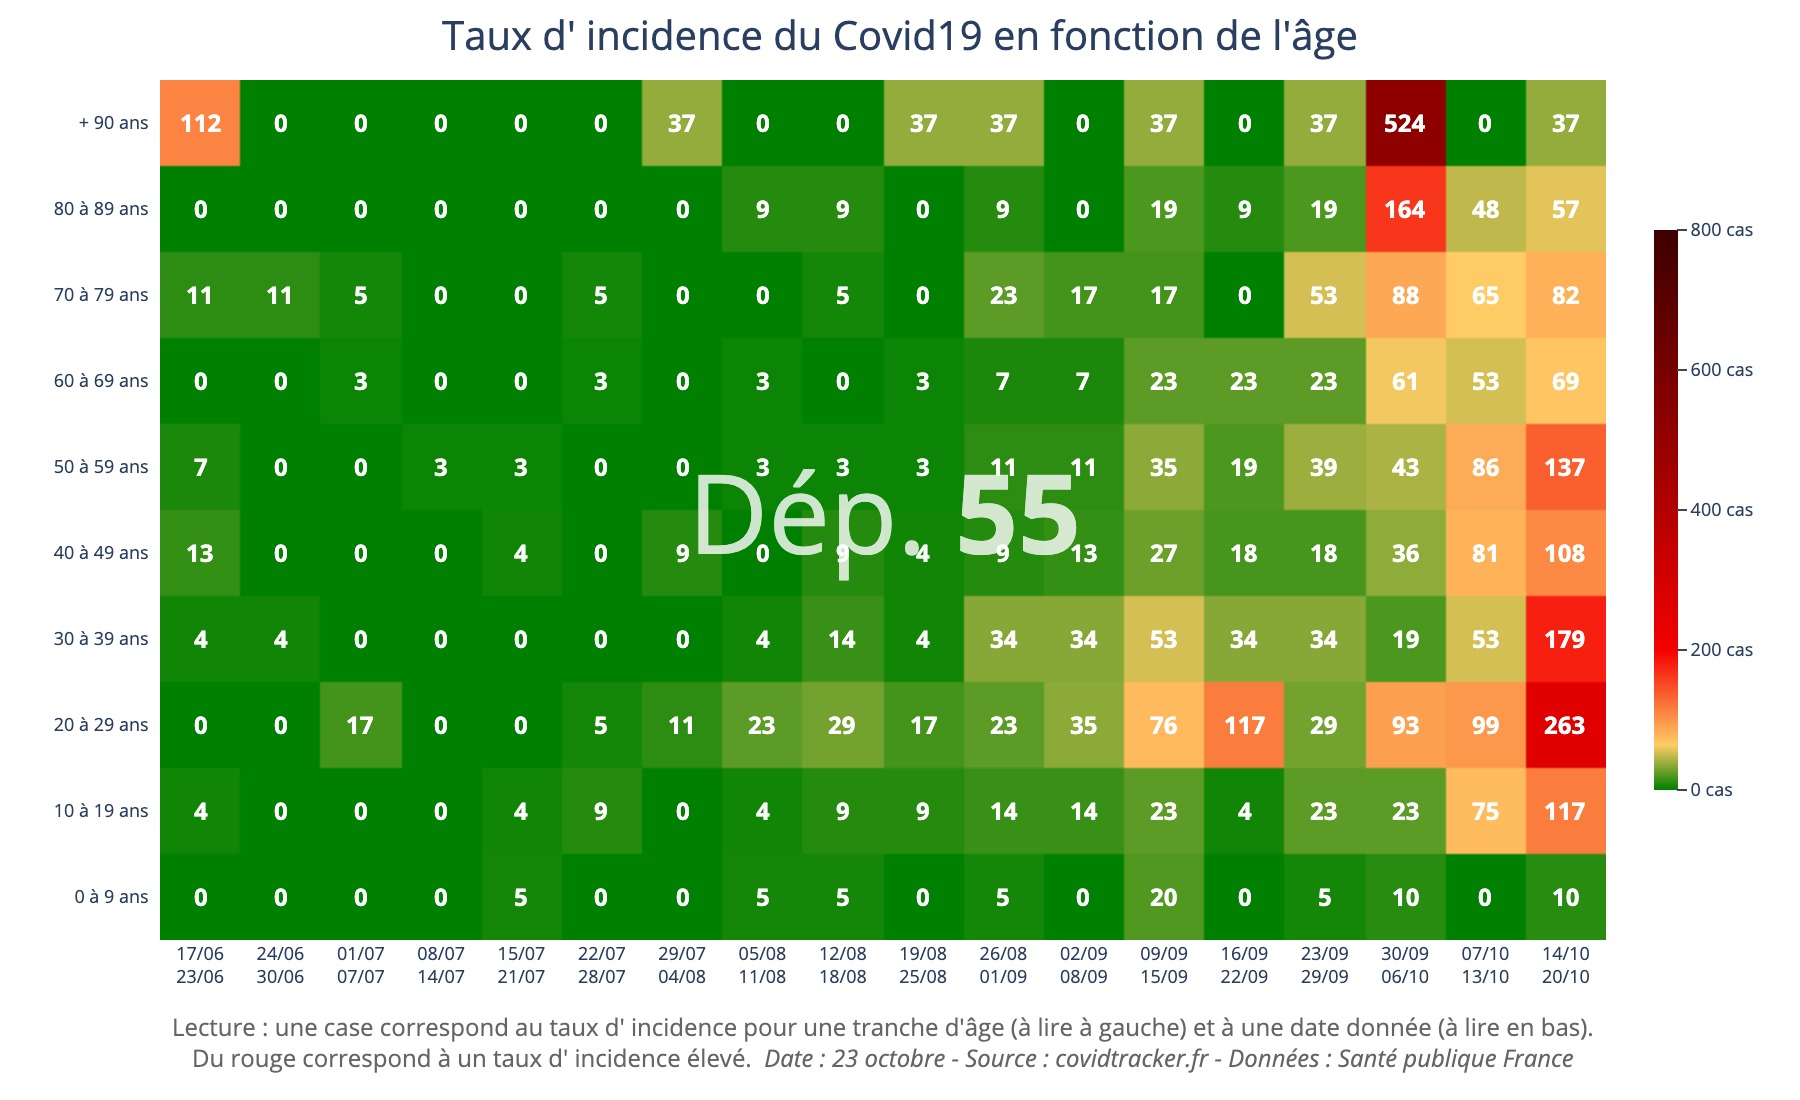 Taux d' incidence du Covid19 en fonction de l'âge
+ 90 ans 112 0 0 0 0 0 37 0 0 37 37 0 37 0 37 524 0 37
80 à 89 ans 0 0 0 0 0 0 0 9 9 0 9 0 19 9 19 164 48 57
800 cas
70 à 79 ans 11 11 5 0 0 5 0 0 5 0 23 17 17 0 53 88 65 82
60 à 69 ans 0 0 3 0 0 3 0 3 0 3 7 7 23 23 23 61 53 69
600 cas
50 à 59 ans 7 0 0 3 3 0 0 3 3 3 11 11 35 19 39 43 86 137
Dép. 55
400 cas
40 à 49 ans 13 0 0 0 4 0 9 0 9 4 9 13 27 18 18 36 81 108
30 à 39 ans 4 4 0 0 0 0 0 4 14 4 34 34 53 34 34 19 53 179
200 cas
20 à 29 ans 0 0 17 0 0 5 11 23 29 17 23 35 76 117 29 93 99 263
0 cas
10 à 19 ans 4 0 0 0 4 9 0 4 9 9 14 14 23 4 23 23 75 117
0 à 9 ans 0 0 0 0 5 0 0 5 5 0 5 0 20 0 5 10 0 10
17/06 24/06 01/07 08/07 15/07 22/07 29/07 05/08 12/08 19/08 26/08 02/09 09/09 16/09 23/09 30/09 07/10 14/10
23/06 30/06 07/07 14/07 21/07 28/07 04/08 11/08 18/08 25/08 01/09 08/09 15/09 22/09 29/09 06/10 13/10 20/10
Lecture : une case correspond au taux d' incidence pour une tranche d'âge (à lire à gauche) et à une date donnée (à lire en bas).
Du rouge correspond à un taux d' incidence élevé. Date : 23 octobre - Source : covidtracker.fr - Données : Santé publique France